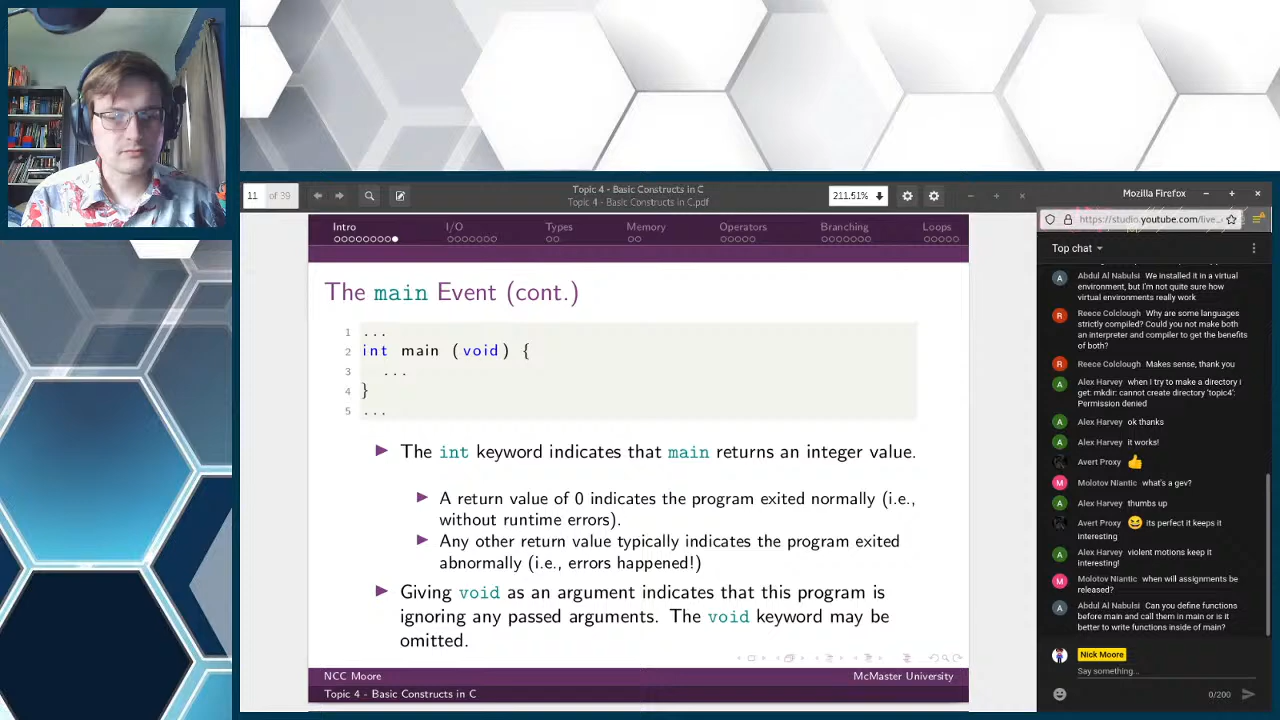 11 of 39
Topic 4 - Basic Constructs in C
Topic 4 - Basic Constructs in C.pdf
211.51%
Mozilla Firefox
https://studio.youtube.com/live
Intro I/O Types Memory Operators Branching Loops
The main Event (cont.)
1 ...
2 int main (void) {
3 ...
4 }
5 ...
The int keyword indicates that main returns an integer value.
A return value of 0 indicates the program exited normally (i.e.,
without runtime errors).
Any other return value typically indicates the program exited
abnormally (i.e., errors happened!)
Giving void as an argument indicates that this program is
ignoring any passed arguments. The void keyword may be
omitted.
NCC Moore McMaster University
Topic 4 - Basic Constructs in C
Top chat
A Abdul Al Nabulsi We installed it in a virtual
environment, but I'm not quite sure how
virtual environments really work
R Reece Colclough Why are some languages
strictly compiled? Could you not make both
an interpreter and compiler to get the benefits
of both?
R Reece Colclough Makes sense, thank you
A Alex Harvey when I try to make a directory i
get: mkdir: cannot create directory 'topic4':
Permission denied
A Alex Harvey ok thanks
A Alex Harvey it works!
Avert Proxy 👍
M Molotov Niantic what's a gev?
A Alex Harvey thumbs up
Avert Proxy 😆 its perfect it keeps it
interesting
A Alex Harvey violent motions keep it
interesting!
M Molotov Niantic when will assignments be
released?
A Abdul Al Nabulsi Can you define functions
before main and call them in main or is it
better to write functions inside of main?
Nick Moore
Say something...
0/200